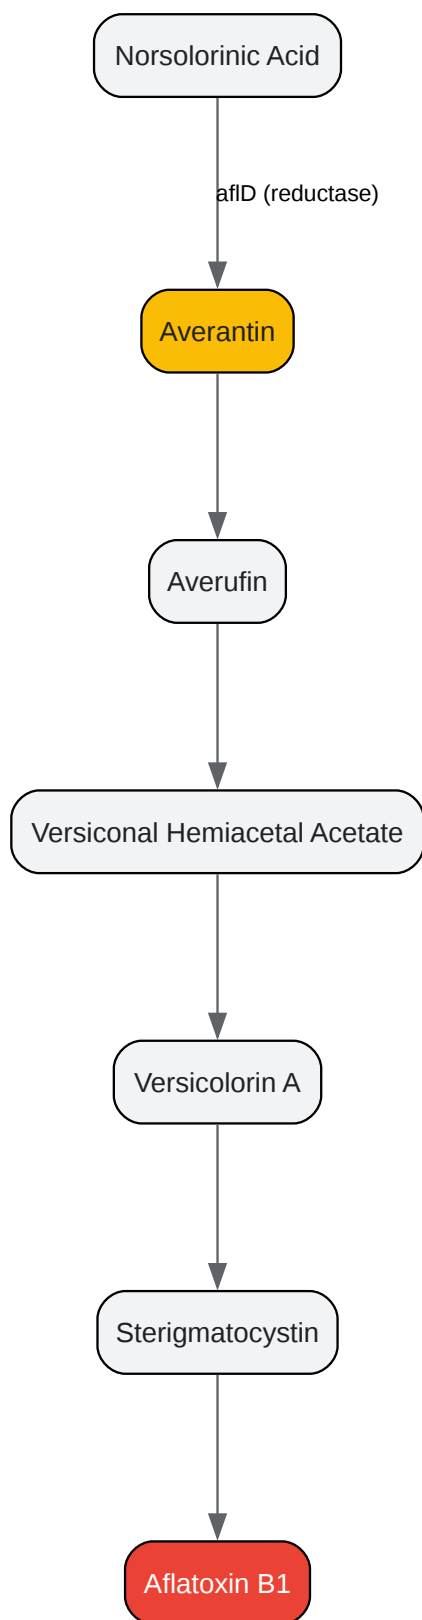 Norsolorinic Acid
aflD (reductase)
Averantin
Averufin
Versiconal Hemiacetal Acetate
Versicolorin A
Sterigmatocystin
Aflatoxin B1